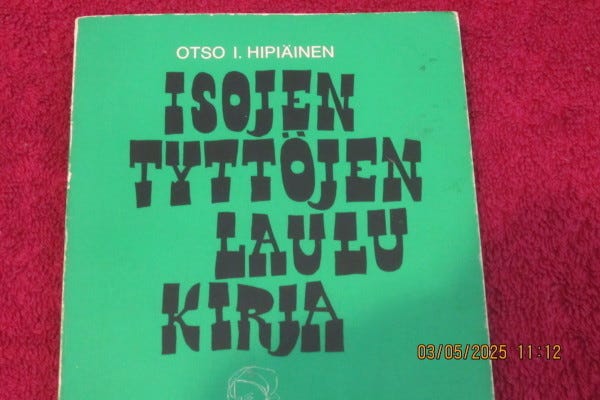 OTSO I. HIPIÄINEN
ISOJEN
TYTTÖJEN
LAULU
KIRJA
03/05/2025 11:12